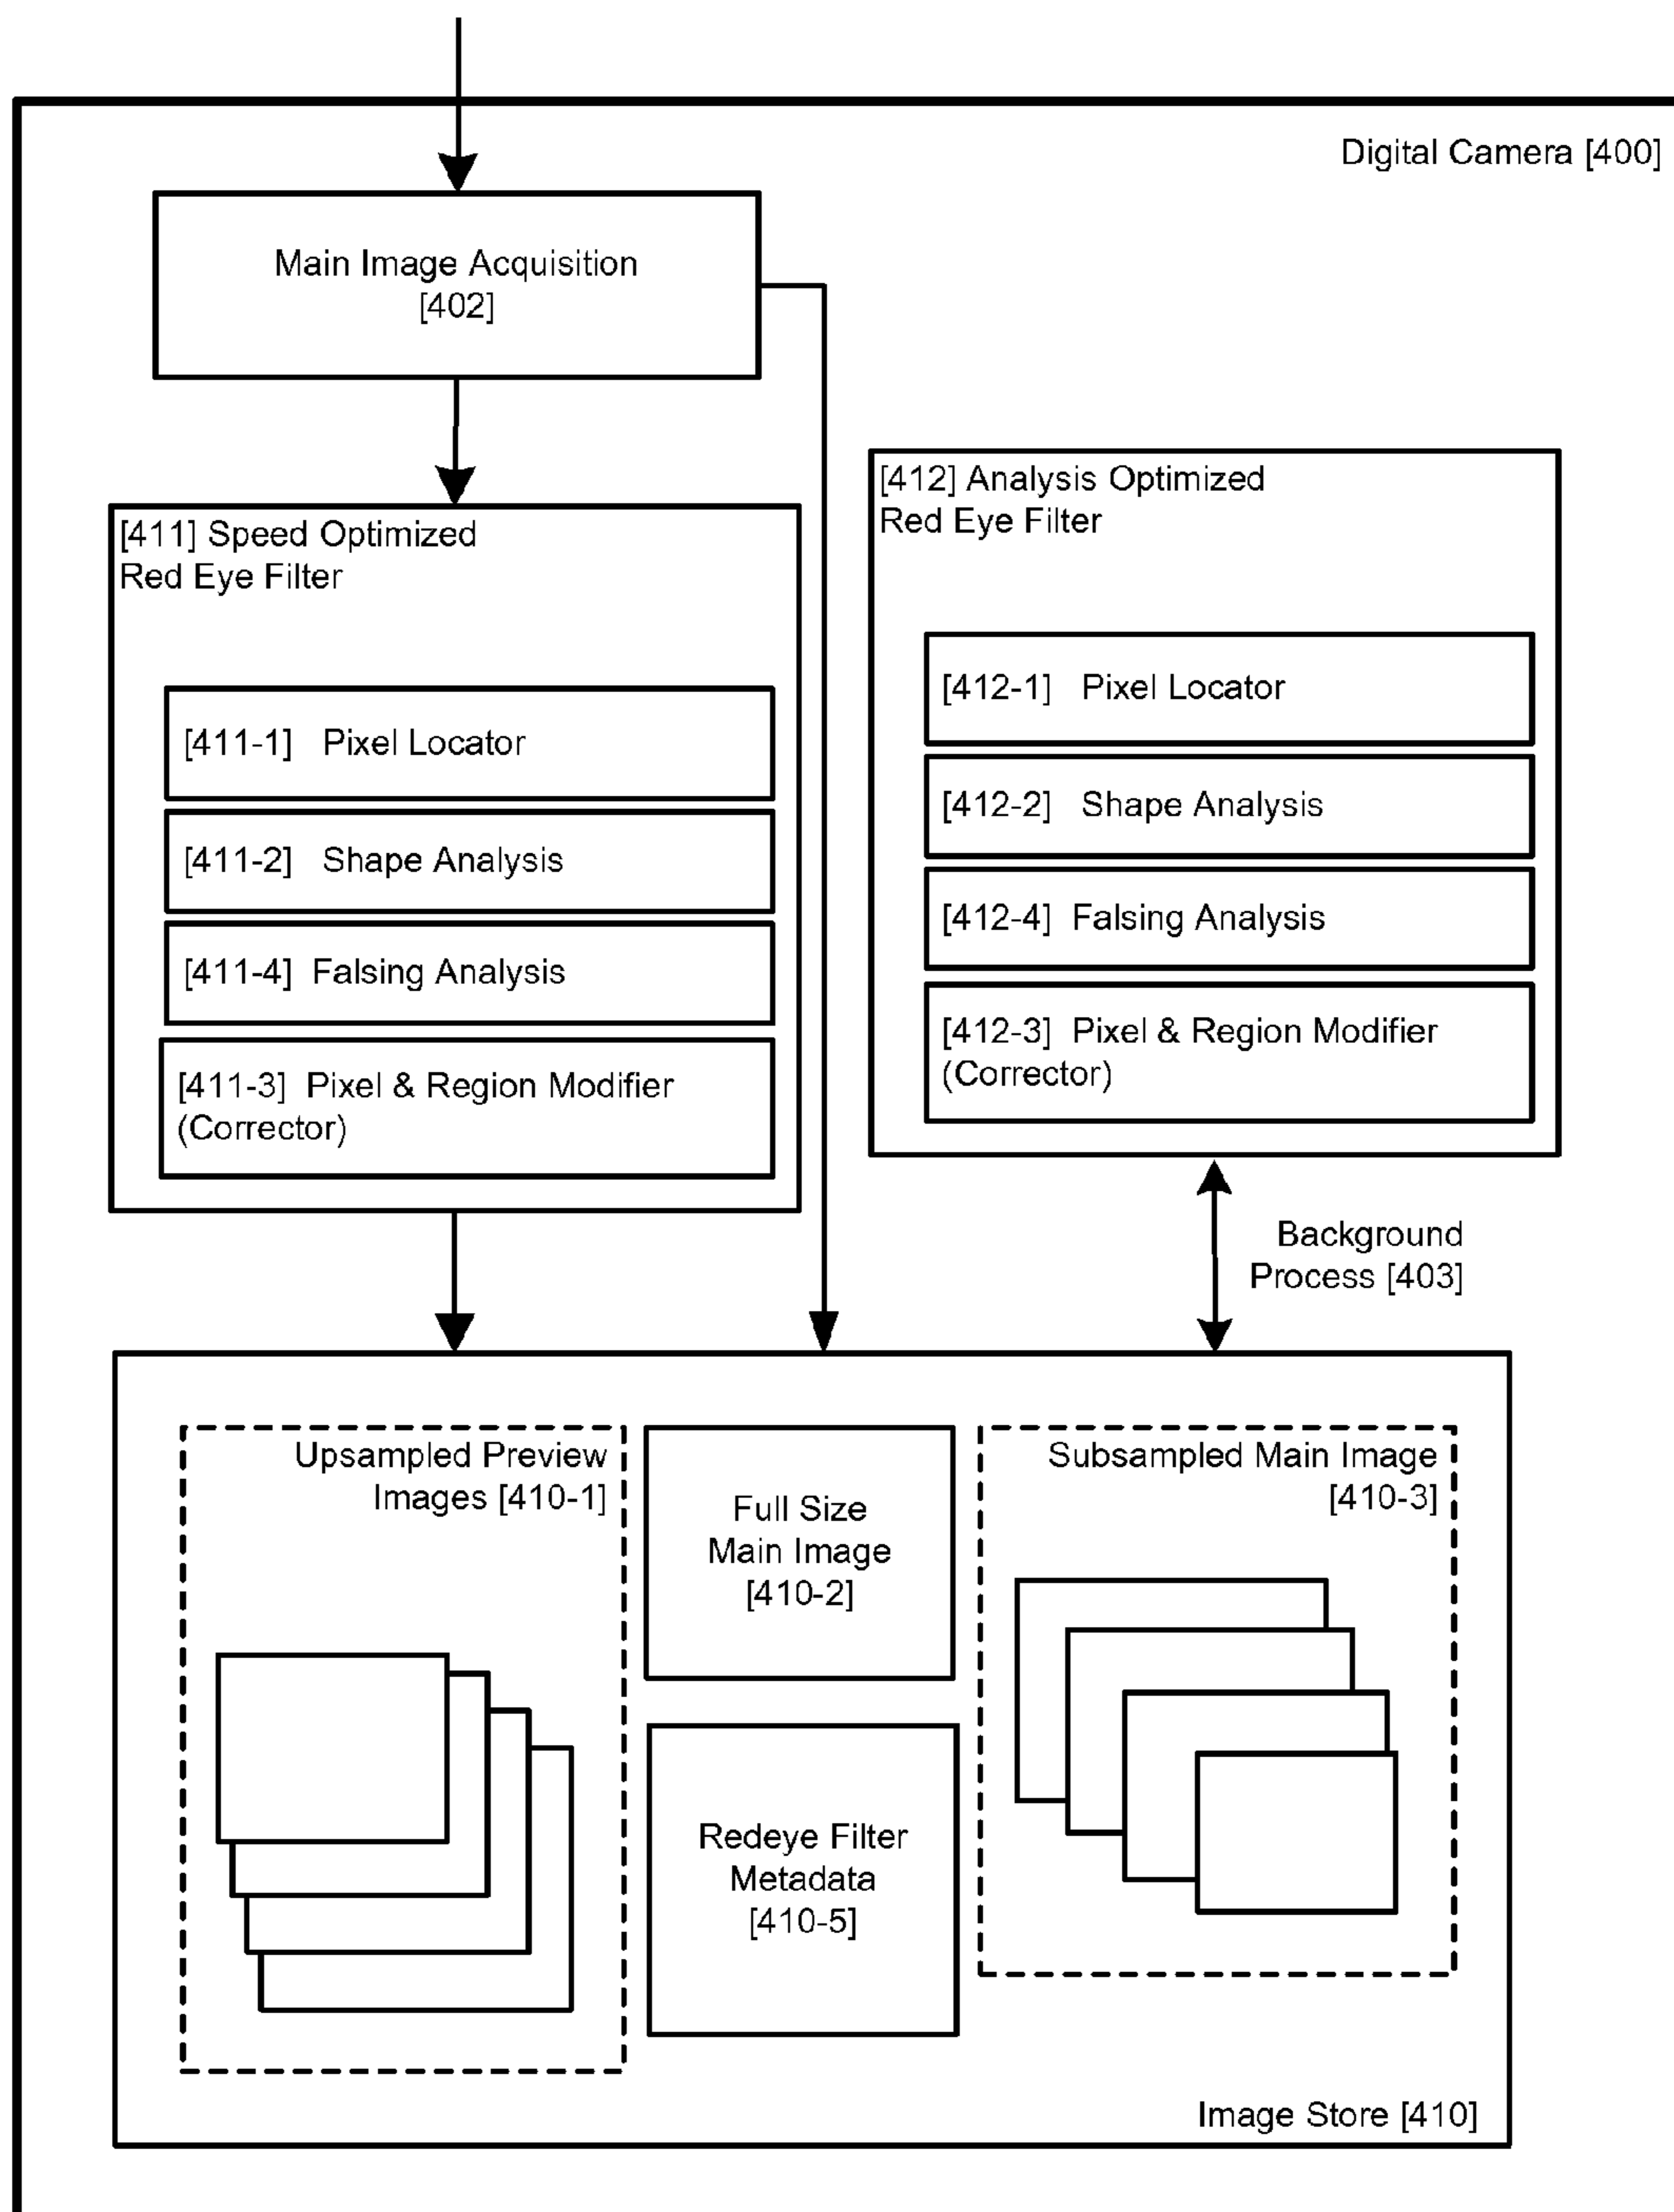 Digital Camera [400]
Main Image Acquisition
[402]
[411] Speed Optimized
Red Eye Filter
[411-1] Pixel Locator
[411-2] Shape Analysis
[411-4] Falsing Analysis
[411-3] Pixel & Region Modifier
(Corrector)
[412] Analysis Optimized
Red Eye Filter
[412-1] Pixel Locator
[412-2] Shape Analysis
[412-4] Falsing Analysis
[412-3] Pixel & Region Modifier
(Corrector)
Background
Process [403]
Upsampled Preview
Images [410-1]
Full Size
Main Image
[410-2]
Subsampled Main Image
[410-3]
Redeye Filter
Metadada
[410-5]
Image Store [410]